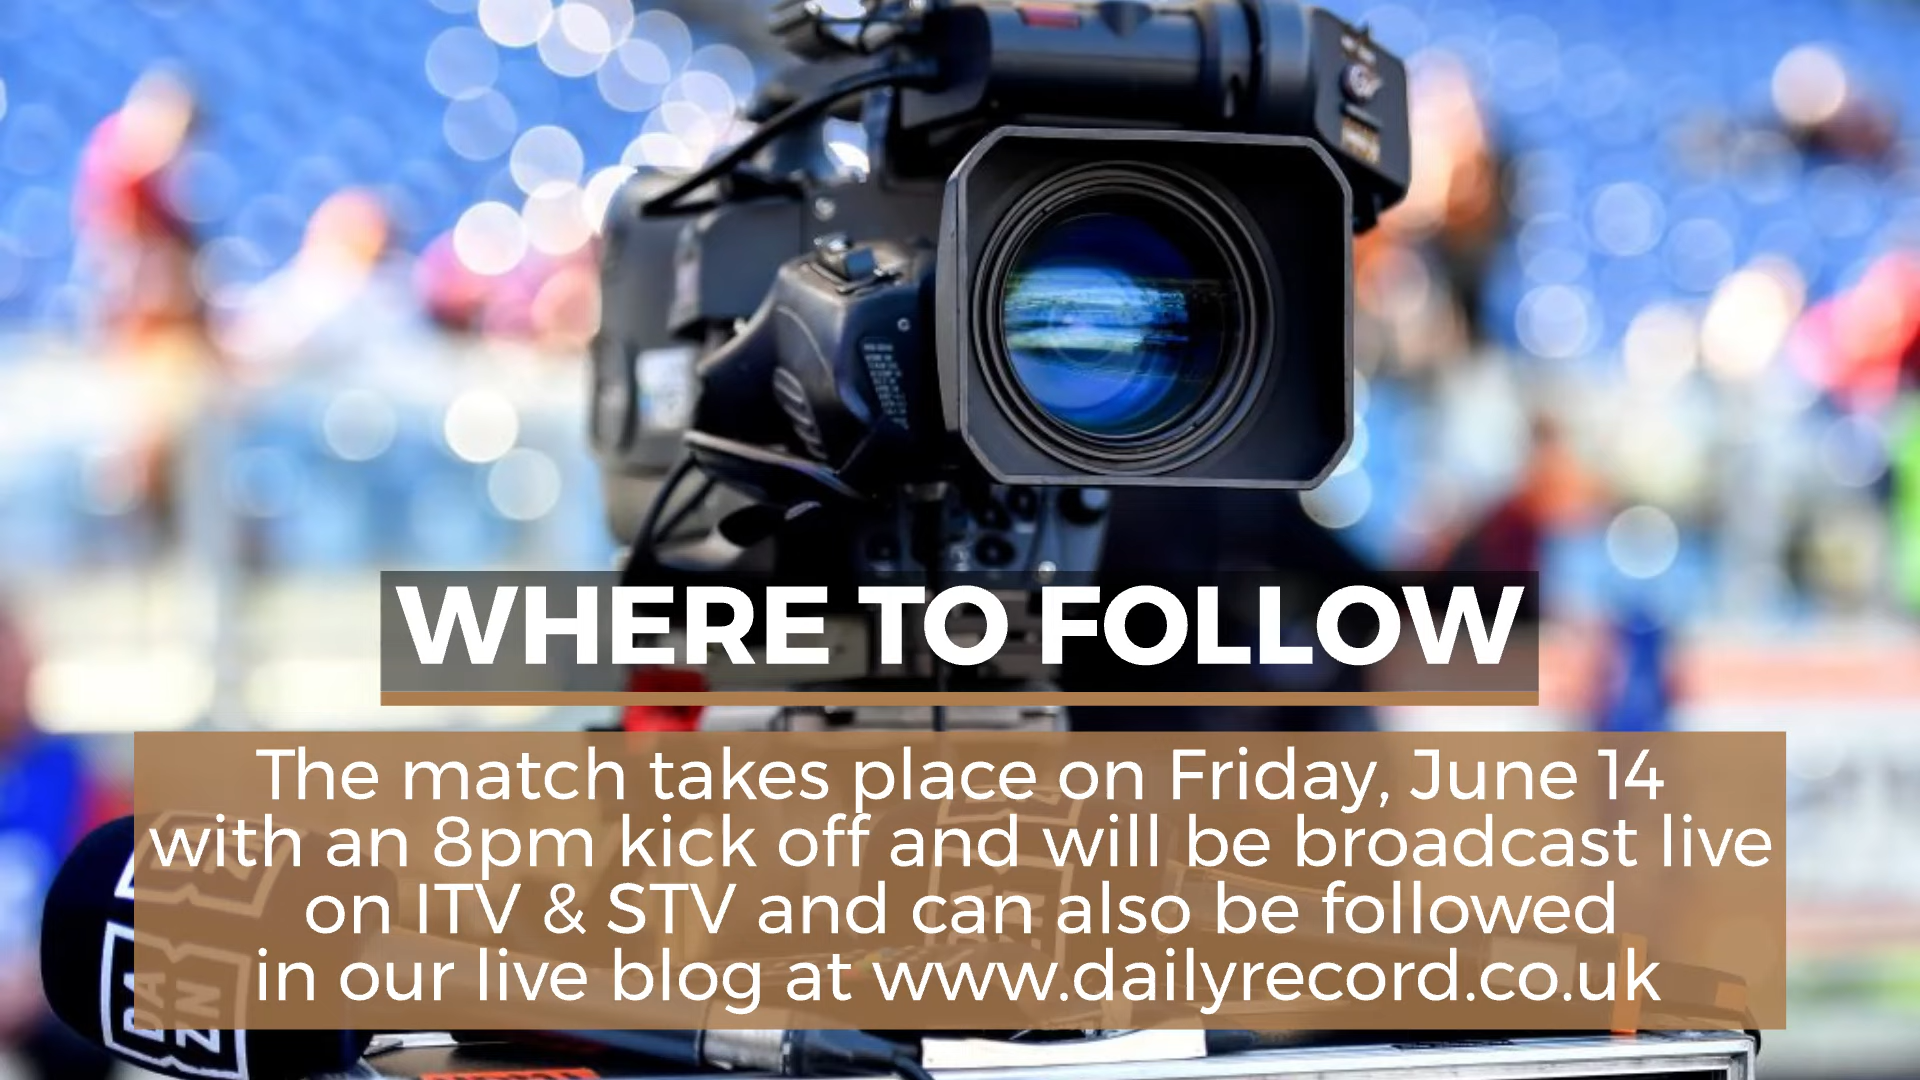 WHERE TO FOLLOW
The match takes place on Friday, June 14
with an 8pm kick off and will be broadcast live
on ITV & STV and can also be followed
in our live blog at www.dailyrecord.co.uk
DA
ZN